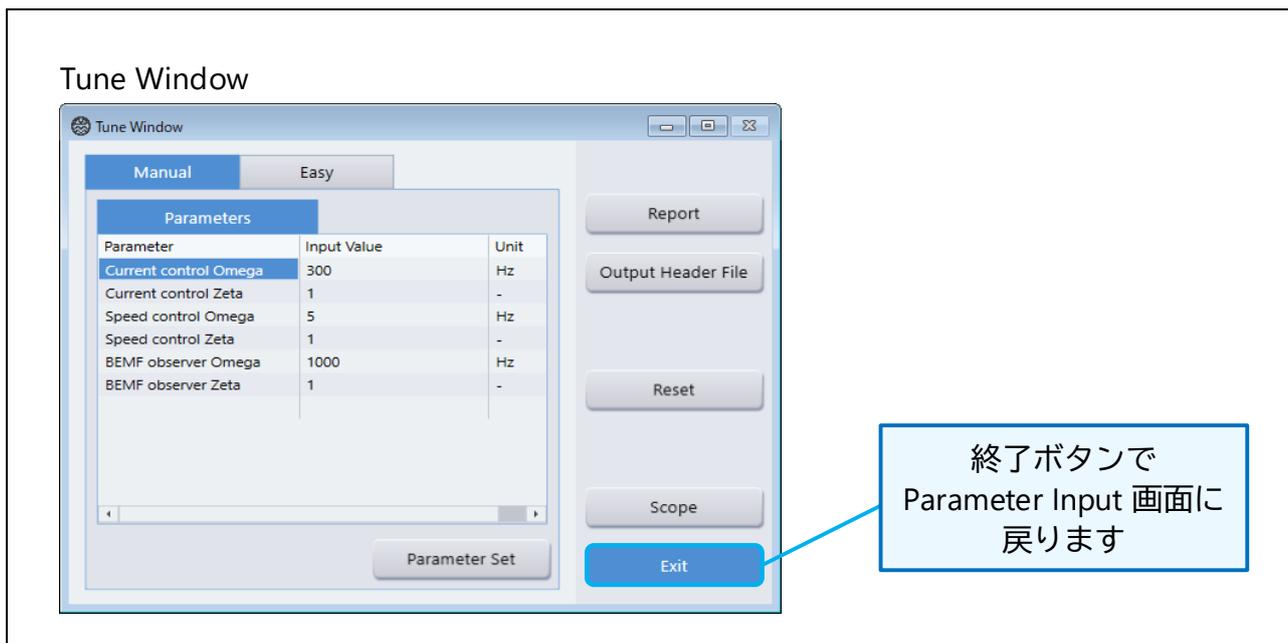 Tune Window
Tune Window
Manual Easy
Parameters
Parameter Input Value Unit
Current control Omega 300 Hz
Current control Zeta 1 -
Speed control Omega 5 Hz
Speed control Zeta 1 -
BEMF observer Omega 1000 Hz
BEMF observer Zeta 1 -
Parameter Set
Report
Output Header File
Reset
Scope
Exit
終了ボタンで
Parameter Input 画面に
戻ります